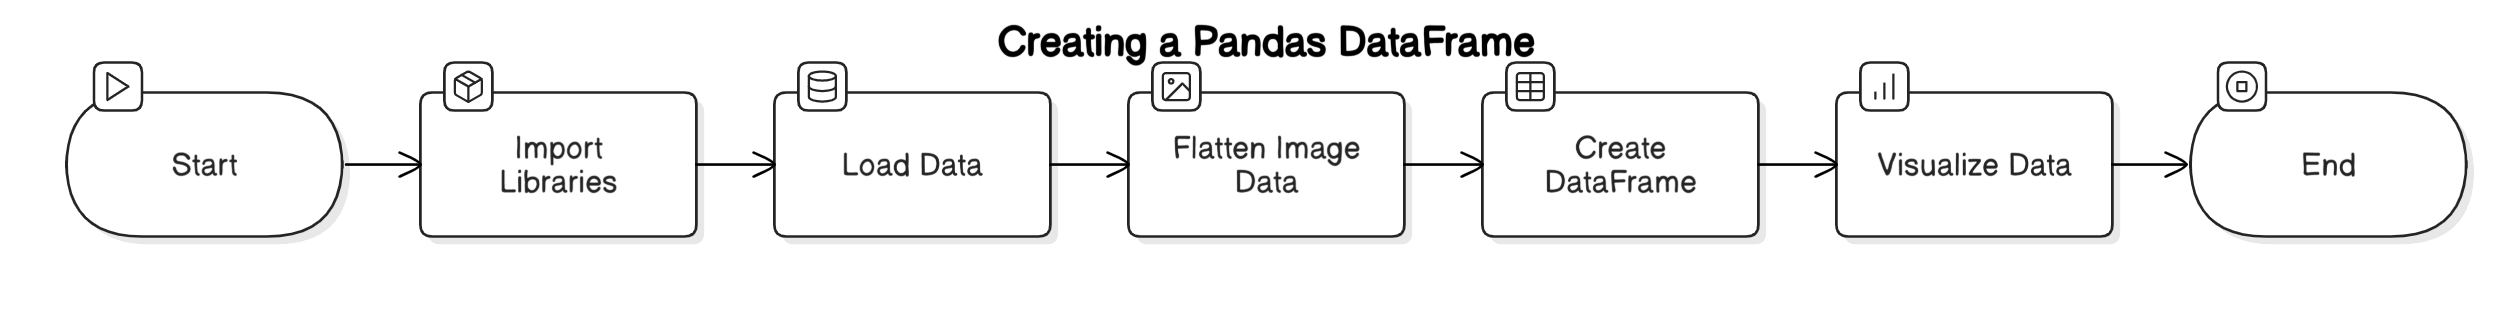 Creating a Pandas DataFrame
Start
Import
Libraries
Load Data
Flatten Image
Data
Create
DataFrame
Visualize Data
End